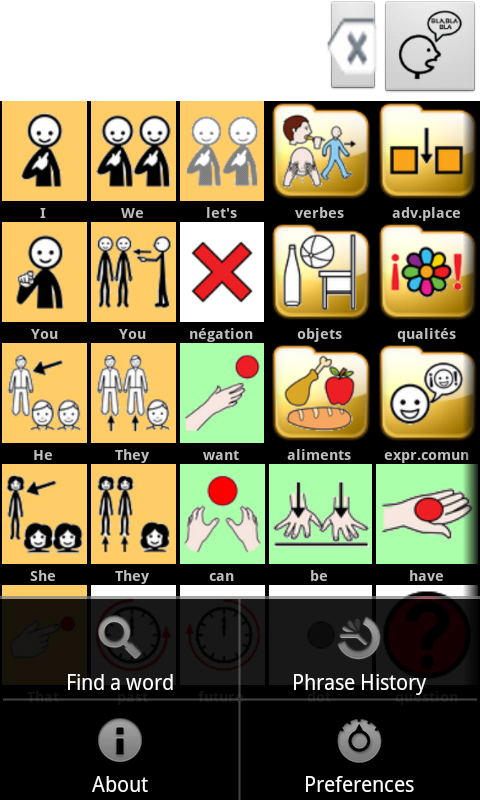 BLA,BLA
BLA
I We let's verbes adv.place
You You négation objets qualités
He They want aliments expr.comun
She They can be have
That past future dot question
Find a word Phrase History
About Preferences